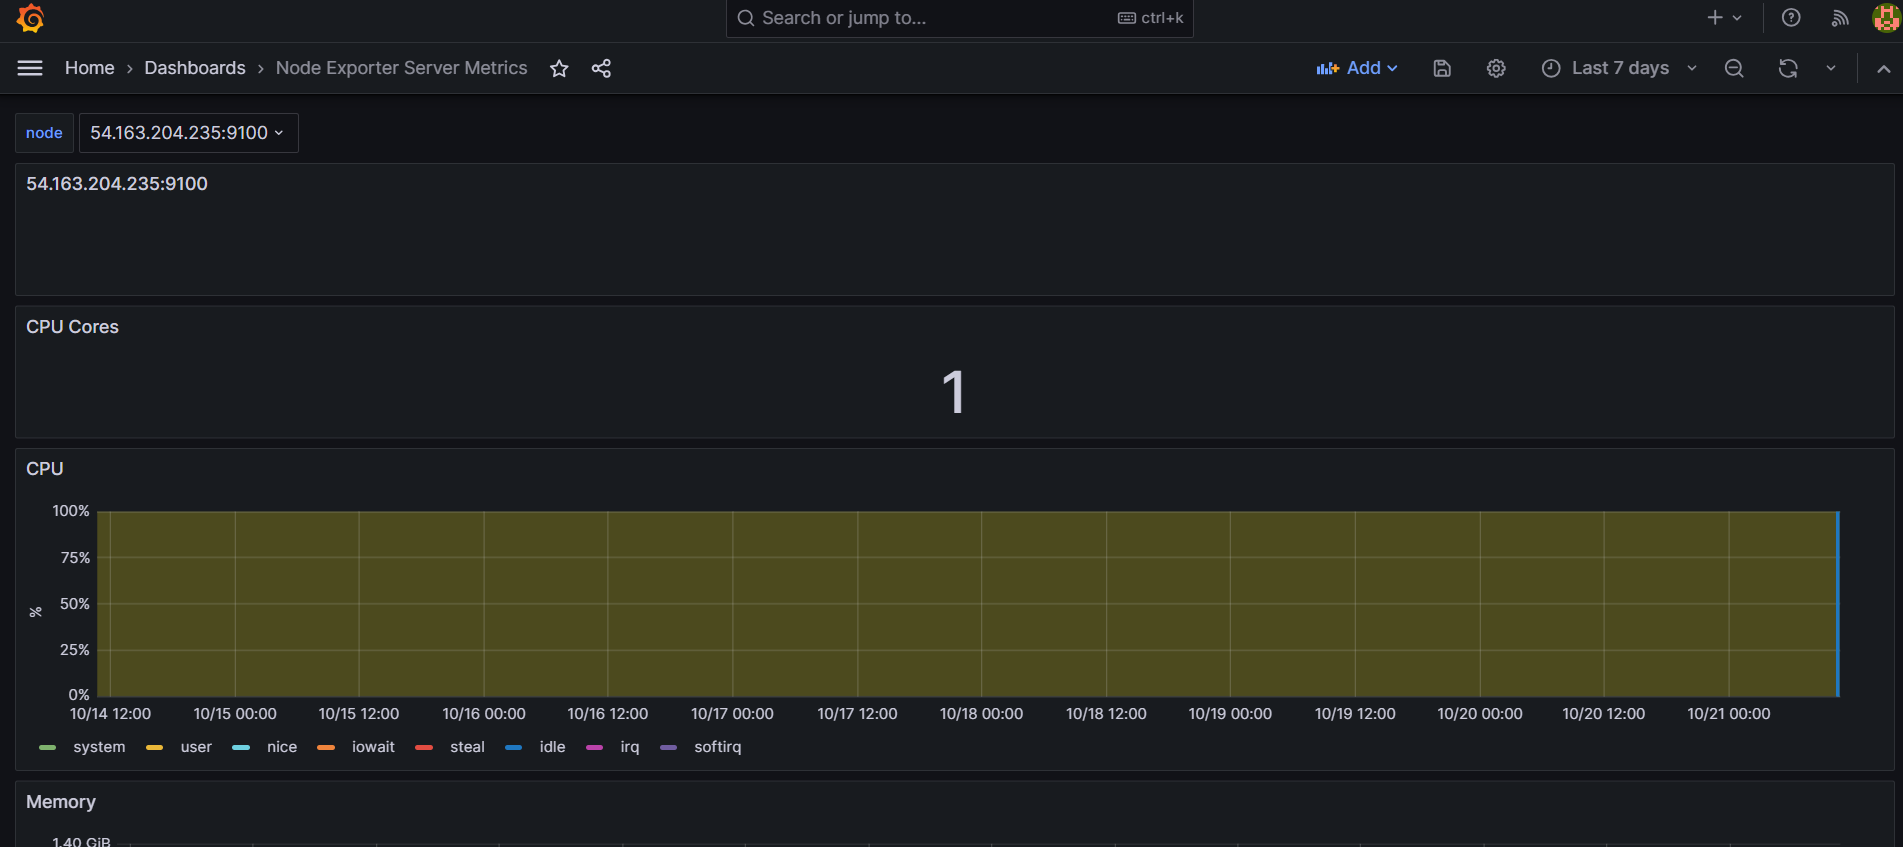 Search or jump to... ctrl+k
Home › Dashboards › Node Exporter Server Metrics Add Last 7 days
node 54.163.204.235:9100
54.163.204.235:9100
CPU Cores
1
CPU
100%
75%
50%
25%
0%
%
10/14 12:00 10/15 00:00 10/15 12:00 10/16 00:00 10/16 12:00 10/17 00:00 10/17 12:00 10/18 00:00 10/18 12:00 10/19 00:00 10/19 12:00 10/20 00:00 10/20 12:00 10/21 00:00
system user nice iowait steal idle irq softirq
Memory
1.40 GiB